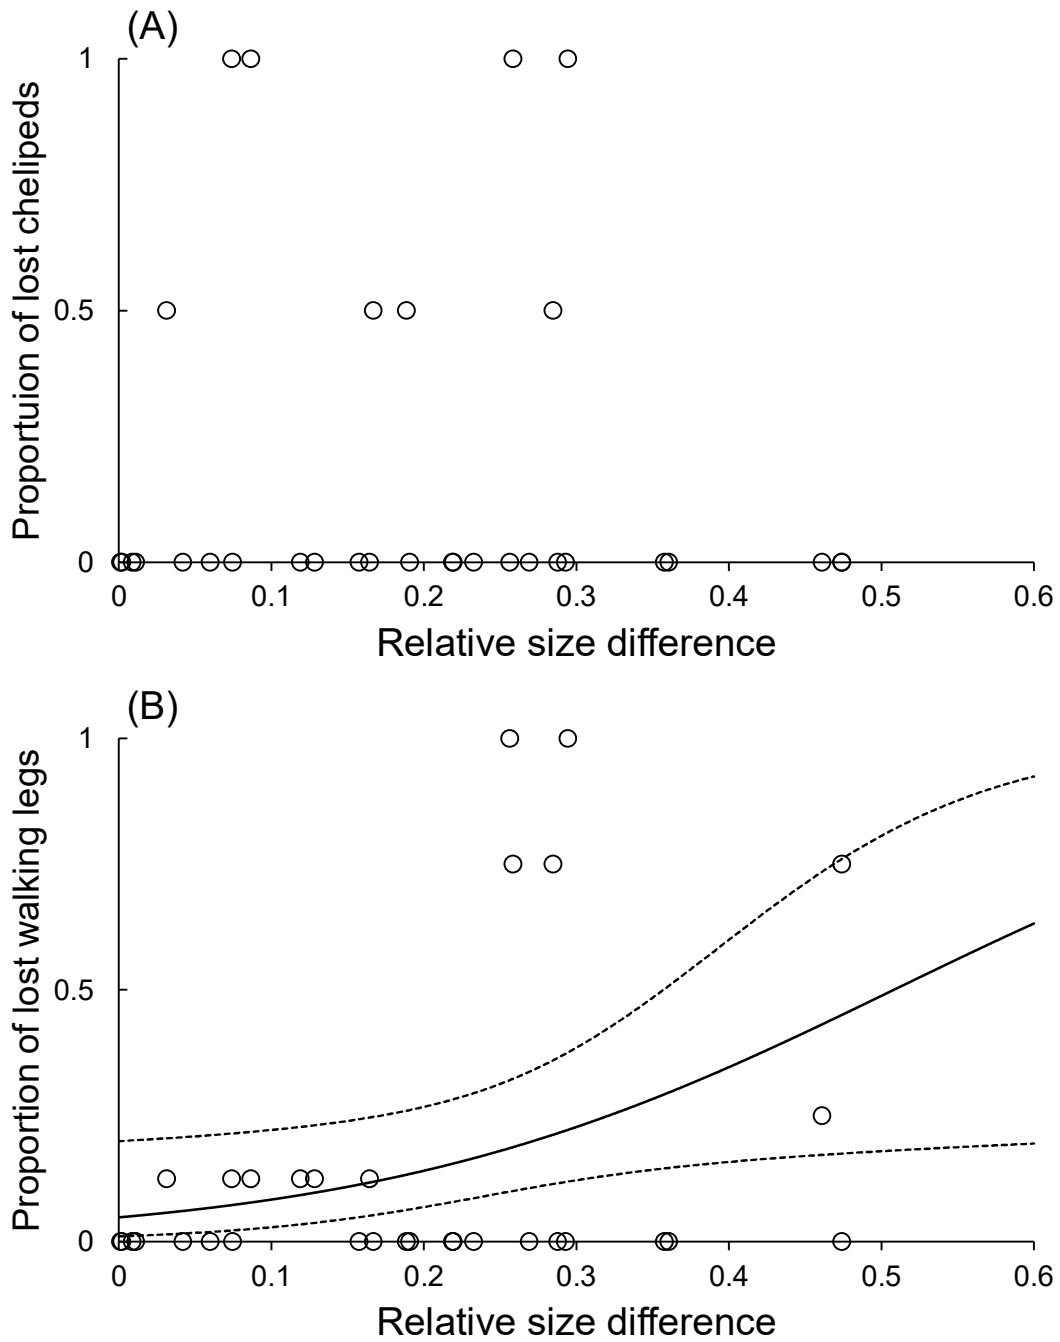 (A)
Proportuion of lost chelipeds
1
0.5
0
0 0.1 0.2 0.3 0.4 0.5 0.6
Relative size difference
(B)
Proportion of lost walking legs
1
0.5
0
0 0.1 0.2 0.3 0.4 0.5 0.6
Relative size difference